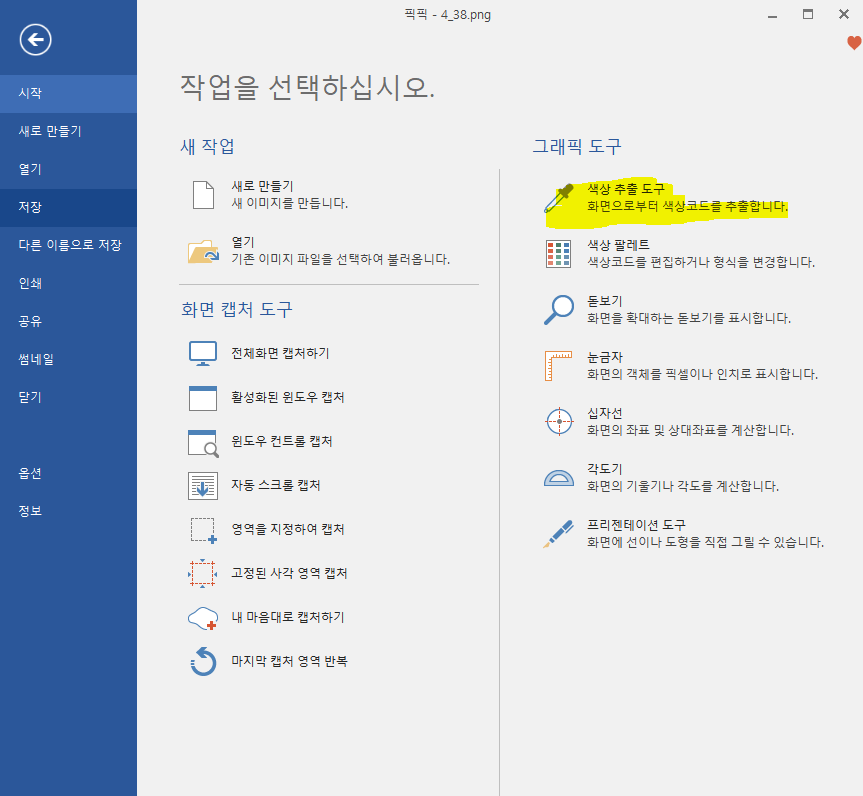 픽픽 - 4_38.png
시작
새로 만들기
열기
저장
다른 이름으로 저장
인쇄
공유
썸네일
닫기
옵션
정보
작업을 선택하십시오.
새 작업
새로 만들기
새 이미지를 만듭니다.
열기
기존 이미지 파일을 선택하여 불러옵니다.
화면 캡처 도구
전체화면 캡처하기
활성화된 윈도우 캡처
윈도우 컨트롤 캡처
자동 스크롤 캡처
영역을 지정하여 캡처
고정된 사각 영역 캡처
내 마음대로 캡처하기
마지막 캡처 영역 반복
그래픽 도구
색상 추출 도구
화면으로부터 색상코드를 추출합니다.
색상 팔레트
색상코드를 편집하거나 형식을 변경합니다.
돋보기
화면을 확대하는 돋보기를 표시합니다.
눈금자
화면의 객체를 픽셀이나 인치로 표시합니다.
십자선
화면의 좌표 및 상대좌표를 계산합니다.
각도기
화면의 기울기나 각도를 계산합니다.
프리젠테이션 도구
화면에 선이나 도형을 직접 그릴 수 있습니다.